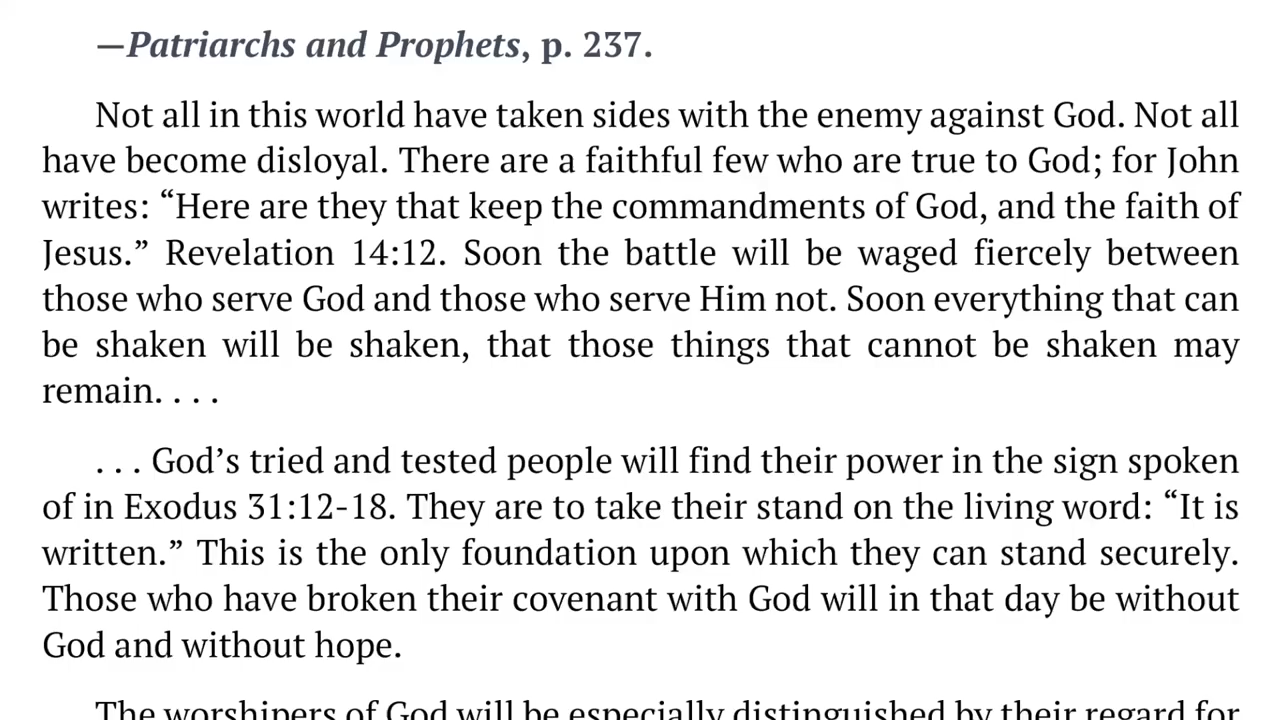 —Patriarchs and Prophets, p. 237.
Not all in this world have taken sides with the enemy against God. Not all
have become disloyal. There are a faithful few who are true to God; for John
writes: “Here are they that keep the commandments of God, and the faith of
Jesus.” Revelation 14:12. Soon the battle will be waged fiercely between
those who serve God and those who serve Him not. Soon everything that can
be shaken will be shaken, that those things that cannot be shaken may
remain. . . .
. . . God’s tried and tested people will find their power in the sign spoken
of in Exodus 31:12-18. They are to take their stand on the living word: “It is
written.” This is the only foundation upon which they can stand securely.
Those who have broken their covenant with God will in that day be without
God and without hope.
The worshipers of God will be especially distinguished by their regard for